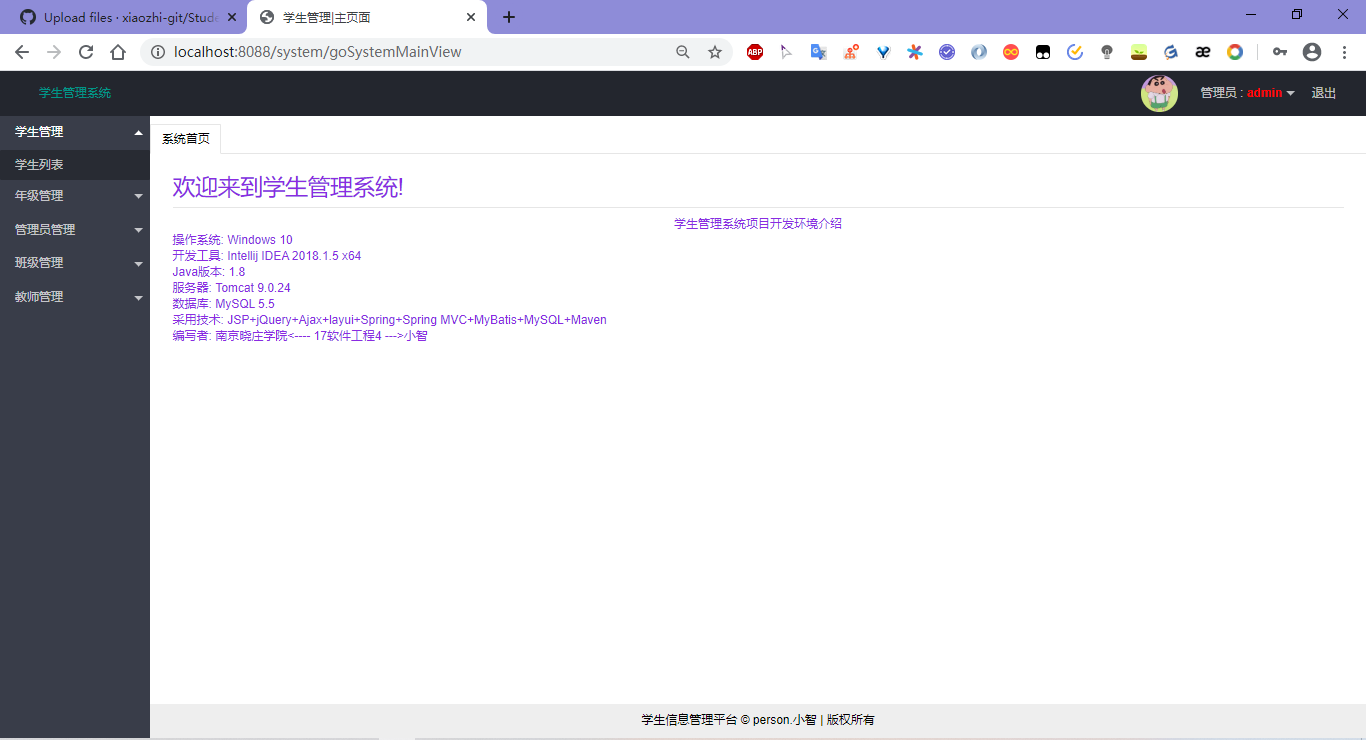 Upload files · xiaozhi-git/Stude
学生管理|主页面
localhost:8088/system/goSystemMainView
ABP
学生管理系统
管理员 : admin
退出
学生管理
学生列表
年级管理
管理员管理
班级管理
教师管理
系统首页
欢迎来到学生管理系统!
学生管理系统项目开发环境介绍
操作系统: Windows 10
开发工具: Intellij IDEA 2018.1.5 x64
Java版本: 1.8
服务器: Tomcat 9.0.24
数据库: MySQL 5.5
采用技术: JSP+jQuery+Ajax+layui+Spring+Spring MVC+MyBatis+MySQL+Maven
编写者: 南京晓庄学院<---- 17软件工程4 --->小智
学生信息管理平台 © person.小智 | 版权所有